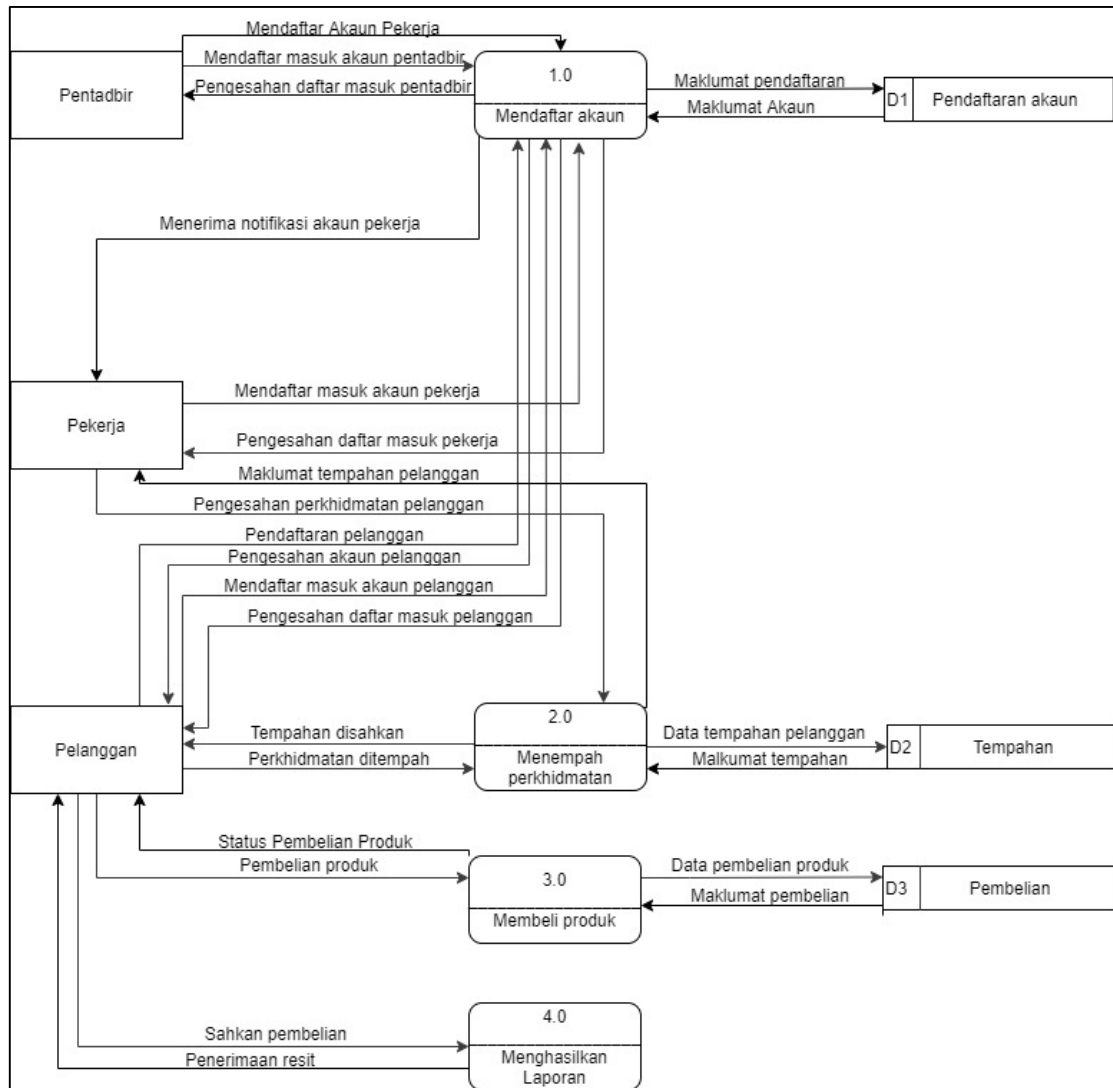 Mendaftar Akaun Pekerja
Mendaftar masuk akaun pentadbir
Pengesahan daftar masuk pentadbir
Pentadbir
1.0
Mendaftar akaun
Maklumat pendaftaran
Maklumat Akaun
D1
Pendaftaran akaun
Menerima notifikasi akaun pekerja
Pekerja
Mendaftar masuk akaun pekerja
Pengesahan daftar masuk pekerja
Maklumat tempahan pelanggan
Pengesahan perkhidmatan pelanggan
Pendaftaran pelanggan
Pengesahan akaun pelanggan
Mendaftar masuk akaun pelanggan
Pengesahan daftar masuk pelanggan
Pelanggan
Tempahan disahkan
Perkhidmatan ditempah
2.0
Menempah
perkhidmatan
Data tempahan pelanggan
Malkumat tempahan
D2
Tempahan
Status Pembelian Produk
Pembelian produk
3.0
Membeli produk
Data pembelian produk
Maklumat pembelian
D3
Pembelian
Sahkan pembelian
Penerimaan resit
4.0
Menghasilkan
Laporan